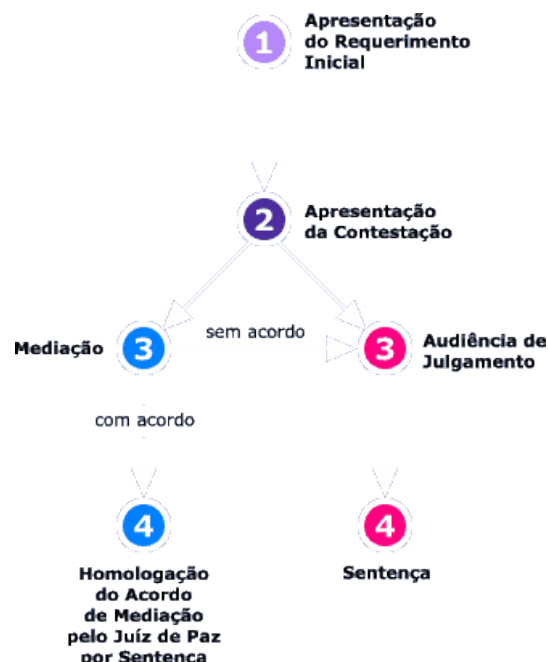 1
Apresentação
do Requerimento
Inicial
2
Apresentação
da Contestação
Mediação
3
sem acordo
3
Audiência de
Julgamento
com acordo
4
4
Homologação
do Acordo
de Mediação
pelo Juíz de Paz
por Sentença
Sentença